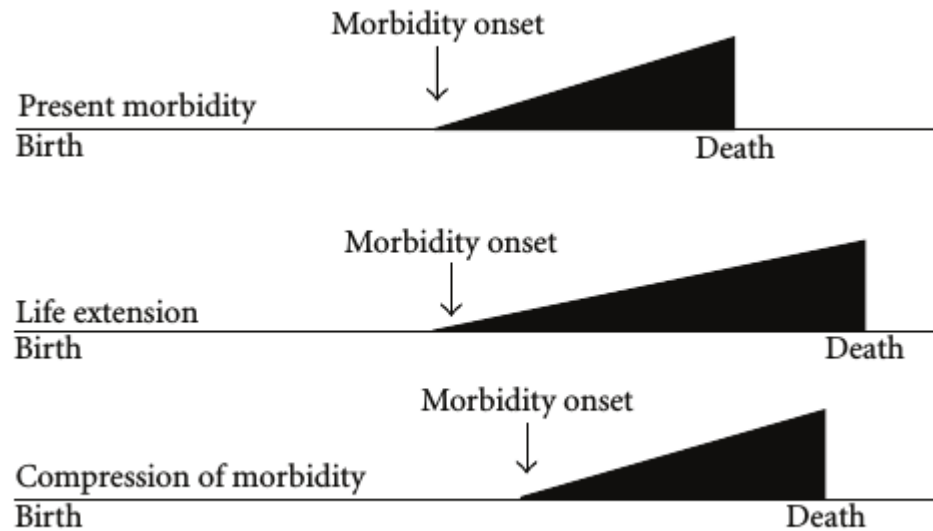 Morbidity onset
Present morbidity
Birth
Death
Morbidity onset
Life extension
Birth
Death
Morbidity onset
Compression of morbidity
Birth
Death